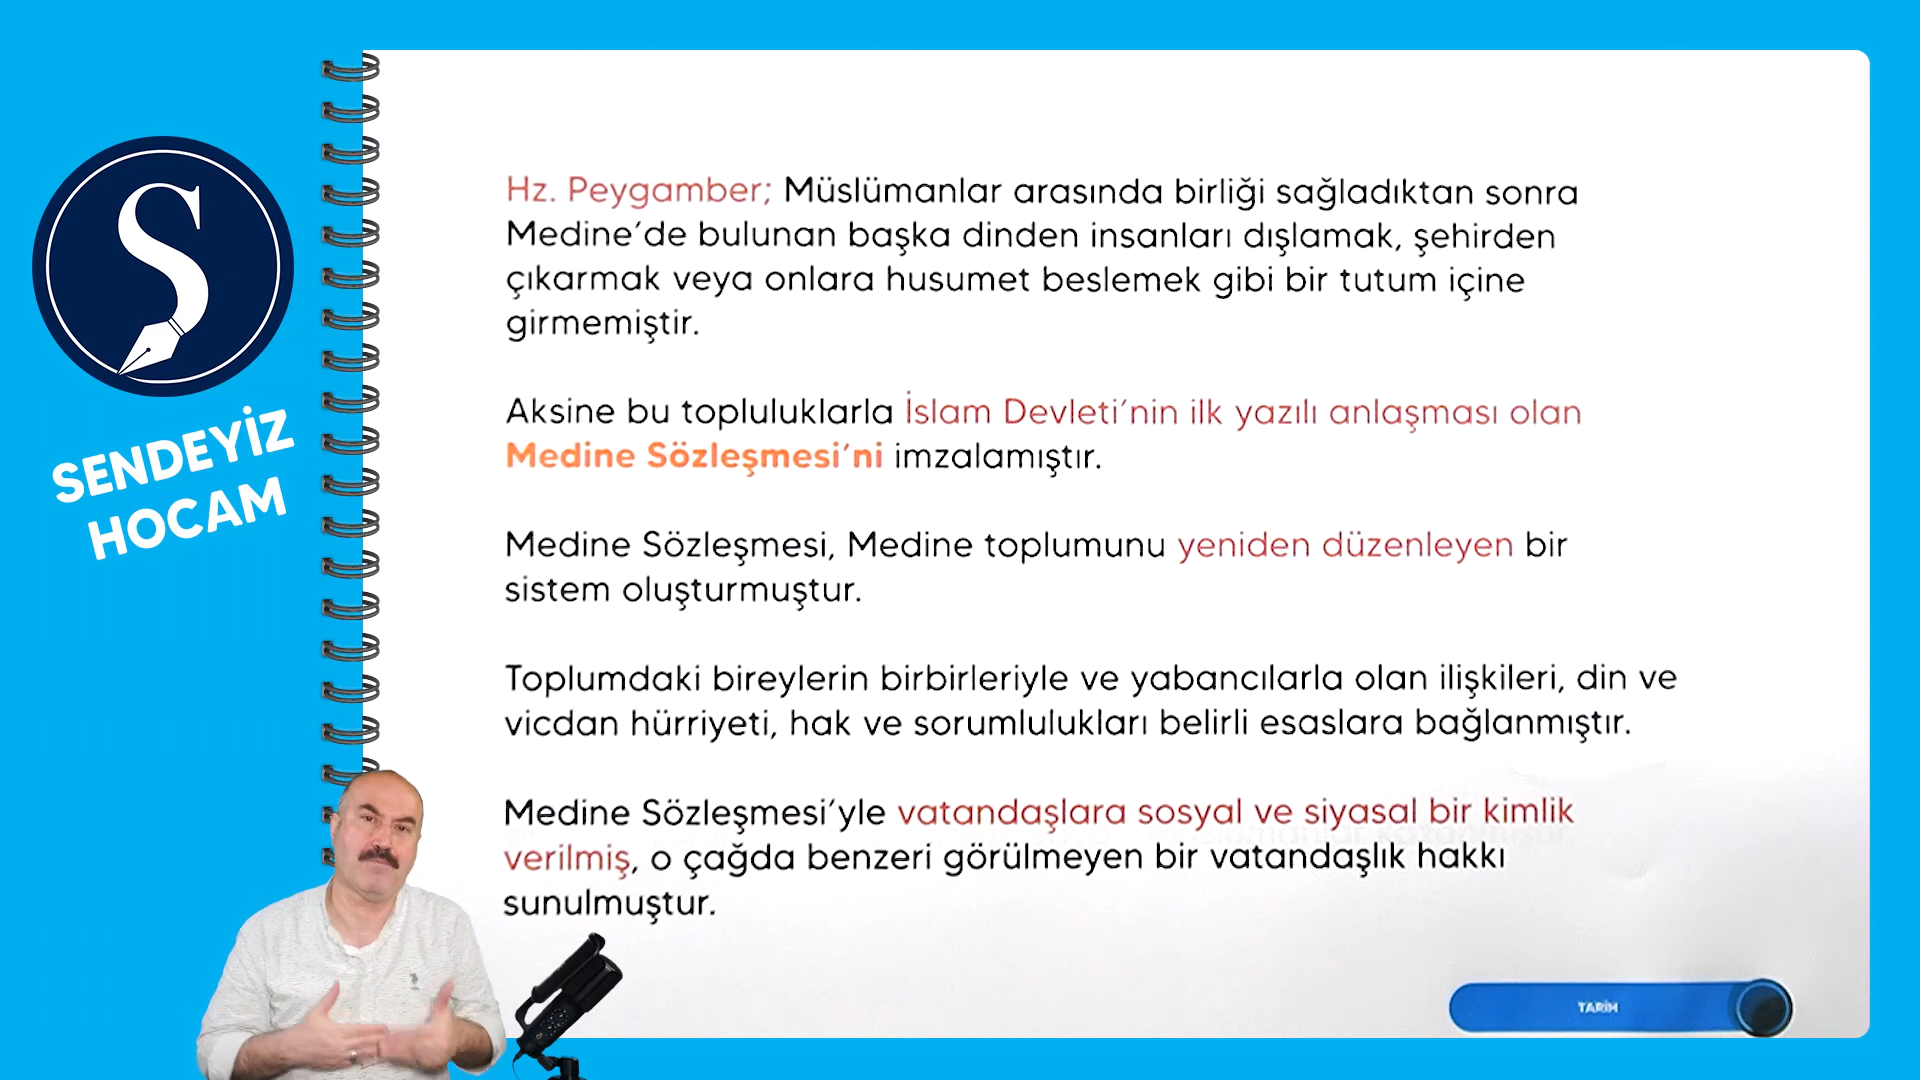 SENDEYİZ
HOCAM
Hz. Peygamber; Müslümanlar arasında birliği sağladıktan sonra
Medine’de bulunan başka dinden insanları dışlamak, şehirden
çıkarmak veya onlara husumet beslemek gibi bir tutum içine
girmemiştir.
Aksine bu topluluklarla İslam Devleti’nin ilk yazılı anlaşması olan
Medine Sözleşmesi’ni imzalamıştır.
Medine Sözleşmesi, Medine toplumunu yeniden düzenleyen bir
sistem oluşturmuştur.
Toplumdaki bireylerin birbirleriyle ve yabancılarla olan ilişkileri, din ve
vicdan hürriyeti, hak ve sorumlulukları belirli esaslara bağlanmıştır.
Medine Sözleşmesi’yle vatandaşlara sosyal ve siyasal bir kimlik
verilmiş, o çağda benzeri görülmeyen bir vatandaşlık hakkı
sunulmuştur.
TARİH